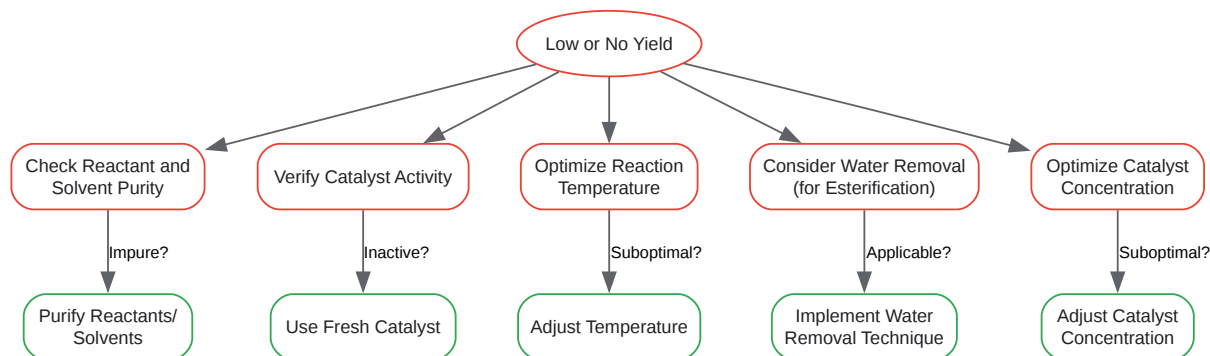 Low or No Yield
Check Reactant and
Solvent Purity
Verify Catalyst Activity
Optimize Reaction
Temperature
Consider Water Removal
(for Esterification)
Optimize Catalyst
Concentration
Impure?
Inactive?
Suboptimal?
Applicable?
Suboptimal?
Purify Reactants/
Solvents
Use Fresh Catalyst
Adjust Temperature
Implement Water
Removal Technique
Adjust Catalyst
Concentration